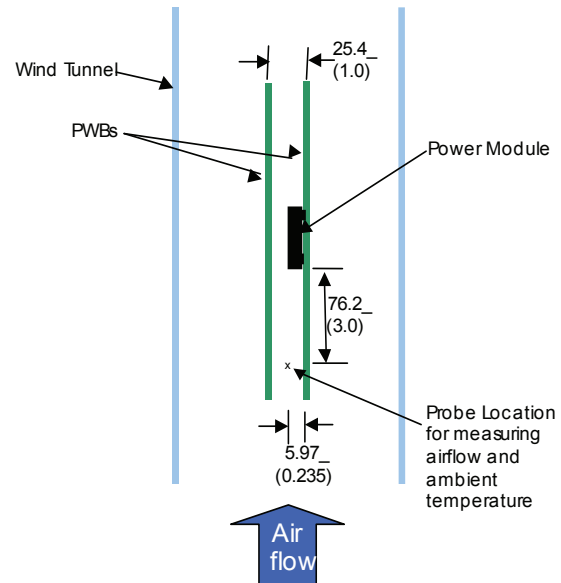 25.4_
(1.0)
Wind Tunnel
PWBs
Power Module
76.2_
(3.0)
x
Probe Location
for measuring
airflow and
ambient
temperature
5.97_
(0.235)
Air
flow